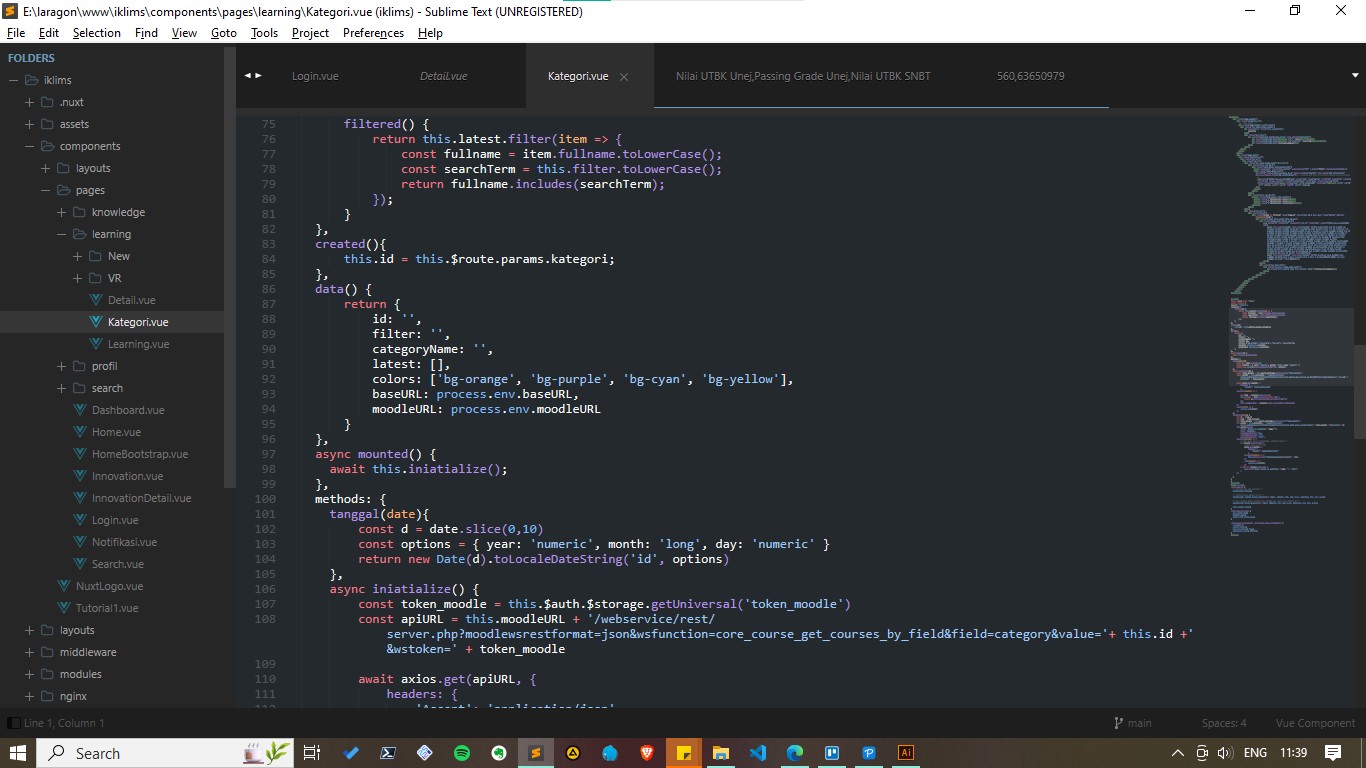 E:\laragon\www\iklims\components\pages\learning\Kategori.vue (iklims) - Sublime Text (UNREGISTERED)
File Edit Selection Find View Goto Tools Project Preferences Help
FOLDERS
iklims
.nuxt
assets
components
layouts
pages
knowledge
learning
New
VR
Detail.vue
Kategori.vue
Learning.vue
profil
search
Dashboard.vue
Home.vue
HomeBootstrap.vue
Innovation.vue
InnovationDetail.vue
Login.vue
Notifikasi.vue
Search.vue
NuxtLogo.vue
Tutorial1.vue
layouts
middleware
modules
nginx
Login.vue Detail.vue Kategori.vue Nilai UTBK Unej,Passing Grade Unej,Nilai UTBK SNBT 560,63650979
75 filtered() {
76 return this.latest.filter(item => {
77 const fullname = item.fullname.toLowerCase();
78 const searchTerm = this.filter.toLowerCase();
79 return fullname.includes(searchTerm);
80 });
81 }
82 },
83 created(){
84 this.id = this.$route.params.kategori;
85 },
86 data() {
87 return {
88 id: '',
89 filter: '',
90 categoryName: '',
91 latest: [],
92 colors: ['bg-orange', 'bg-purple', 'bg-cyan', 'bg-yellow'],
93 baseURL: process.env.baseURL,
94 moodleURL: process.env.moodleURL
95 }
96 },
97 async mounted() {
98 await this.iniatialize();
99 },
100 methods: {
101 tanggal(date){
102 const d = date.slice(0,10)
103 const options = { year: 'numeric', month: 'long', day: 'numeric' }
104 return new Date(d).toLocaleDateString('id', options)
105 },
106 async iniatialize() {
107 const token_moodle = this.$auth.$storage.getUniversal('token_moodle')
108 const apiURL = this.moodleURL + '/webservice/rest/
server.php?moodlewsrestformat=json&wsfunction=core_course_get_courses_by_field&field=category&value='+ this.id +'
&wstoken=' + token_moodle
109
110 await axios.get(apiURL, {
111 headers: {
Line 1, Column 1 main Spaces: 4 Vue Component
Search ENG 11:39